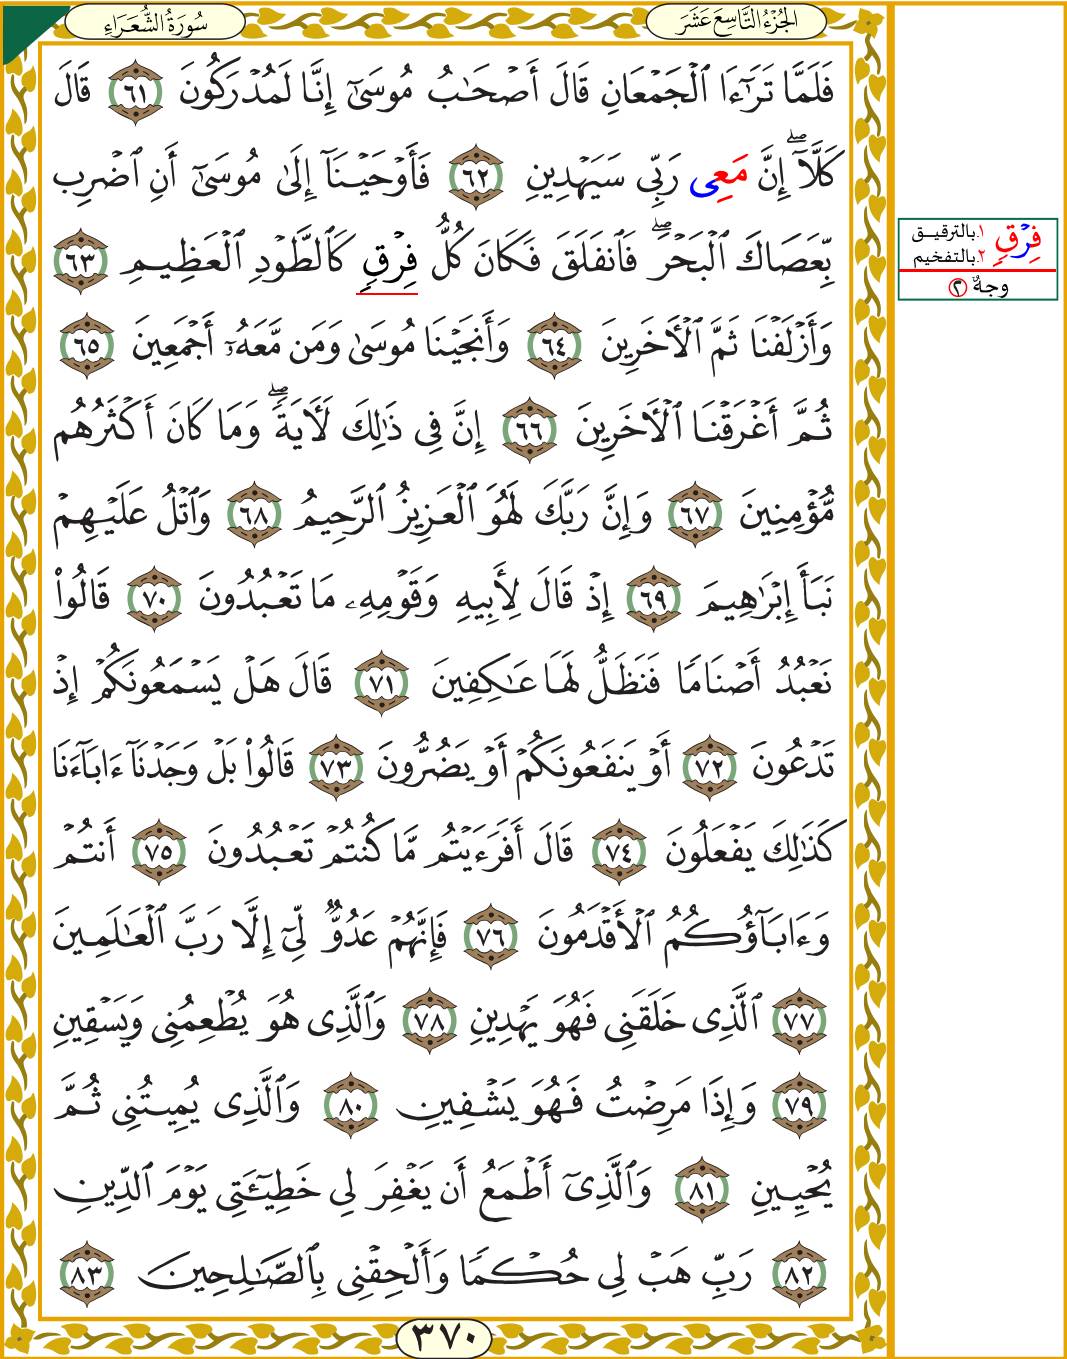 سُورَةُ الشُّعَرَاءِ
الجُزْءُ التَّاسِعَ عَشَرَ
فَلَمَّا تَرَٰٓءَا ٱلْجَمْعَانِ قَالَ أَصْحَٰبُ مُوسَىٰٓ إِنَّا لَمُدْرَكُونَ ٦١ قَالَ
كَلَّآۖ إِنَّ مَعِى رَبِّى سَيَهْدِينِ ٦٢ فَأَوْحَيْنَآ إِلَىٰ مُوسَىٰٓ أَنِ ٱضْرِب
بِّعَصَاكَ ٱلْبَحْرَۖ فَٱنفَلَقَ فَكَانَ كُلُّ فِرْقٍ كَٱلطَّوْدِ ٱلْعَظِيمِ ٦٣
وَأَزْلَفْنَا ثَمَّ ٱلْأَخَرِينَ ٦٤ وَأَنجَيْنَا مُوسَىٰ وَمَن مَّعَهُۥٓ أَجْمَعِينَ ٦٥
ثُمَّ أَغْرَقْنَا ٱلْأَخَرِينَ ٦٦ إِنَّ فِى ذَٰلِكَ لَأَيَةًۖ وَمَا كَانَ أَكْثَرُهُم
مُّؤْمِنِينَ ٦٧ وَإِنَّ رَبَّكَ لَهُوَ ٱلْعَزِيزُ ٱلرَّحِيمُ ٦٨ وَٱتْلُ عَلَيْهِمْ
نَبَأَ إِبْرَٰهِيمَ ٦٩ إِذْ قَالَ لِأَبِيهِ وَقَوْمِهِۦ مَا تَعْبُدُونَ ٧٠ قَالُوا۟
نَعْبُدُ أَصْنَامًا فَنَظَلُّ لَهَا عَٰكِفِينَ ٧١ قَالَ هَلْ يَسْمَعُونَكُمْ إِذْ
تَدْعُونَ ٧٢ أَوْ يَنفَعُونَكُمْ أَوْ يَضُرُّونَ ٧٣ قَالُوا۟ بَلْ وَجَدْنَآ ءَابَآءَنَا
كَذَٰلِكَ يَفْعَلُونَ ٧٤ قَالَ أَفَرَءَيْتُم مَّا كُنتُمْ تَعْبُدُونَ ٧٥ أَنتُمْ
وَءَابَآؤُكُمُ ٱلْأَقْدَمُونَ ٧٦ فَإِنَّهُمْ عَدُوٌّ لِّىٓ إِلَّا رَبَّ ٱلْعَٰلَمِينَ
٧٧ ٱلَّذِى خَلَقَنِى فَهُوَ يَهْدِينِ ٧٨ وَٱلَّذِى هُوَ يُطْعِمُنِى وَيَسْقِينِ
٧٩ وَإِذَا مَرِضْتُ فَهُوَ يَشْفِينِ ٨٠ وَٱلَّذِى يُمِيتُنِى ثُمَّ
يُحْيِينِ ٨١ وَٱلَّذِىٓ أَطْمَعُ أَن يَغْفِرَ لِى خَطِيٓـَٔتِى يَوْمَ ٱلدِّينِ
٨٢ رَبِّ هَبْ لِى حُكْمًا وَأَلْحِقْنِى بِٱلصَّٰلِحِينَ ٨٣
٣٧٠
فِرْقٍ ١.بالترقيق
٢.بالتفخيم
وجهٌ ٢